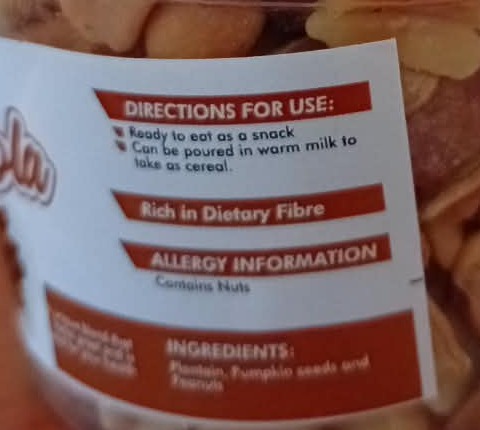 ola
DIRECTIONS FOR USE:
Ready to eat as a snack
Can be poured in warm milk to
take as cereal.
Rich in Dietary Fibre
ALLERGY INFORMATION
Contains Nuts
INGREDIENTS:
Plantain, Pumpkin seeds and
Peanuts